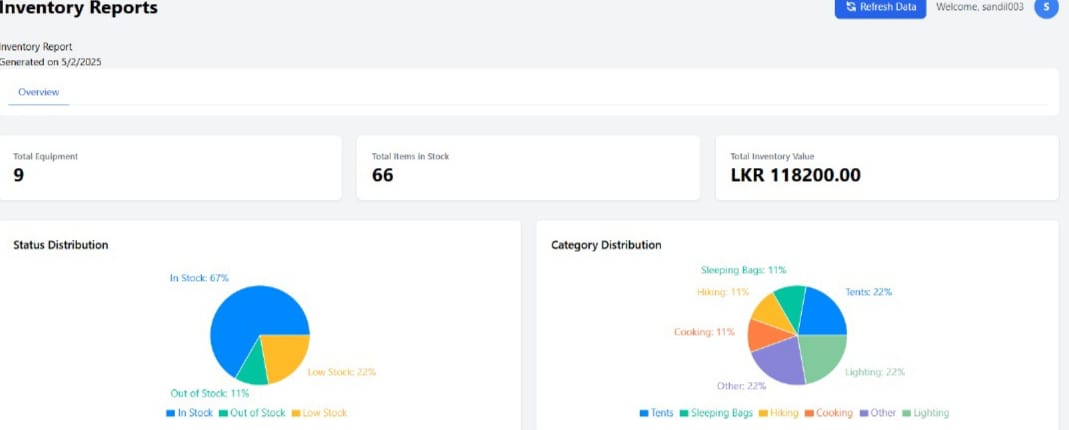 Inventory Reports
Refresh Data
Welcome, sandil003
S
Inventory Report
Generated on 5/2/2025
Overview
Total Equipment
9
Total Items in Stock
66
Total Inventory Value
LKR 118200.00
Status Distribution
In Stock: 67%
Low Stock: 22%
Out of Stock: 11%
In Stock Out of Stock Low Stock
Category Distribution
Sleeping Bags: 11%
Hiking: 11%
Tents: 22%
Cooking: 11%
Lighting: 22%
Other: 22%
Tents Sleeping Bags Hiking Cooking Other Lighting